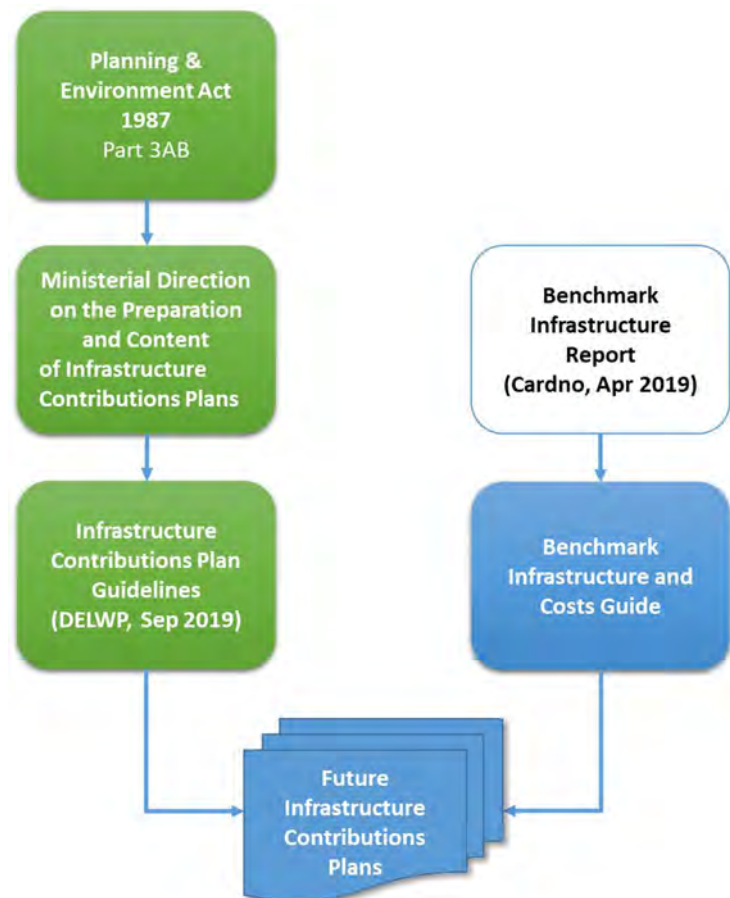 Planning &
Environment Act
1987
Part 3AB
Ministerial Direction
on the Preparation
and Content
of Infrastructure
Contributions Plans
Infrastructure
Contributions Plan
Guidelines
(DELWP, Sep 2019)
Benchmark
Infrastructure
Report
(Cardno, Apr 2019)
Benchmark
Infrastructure and
Costs Guide
Future
Infrastructure
Contributions
Plans